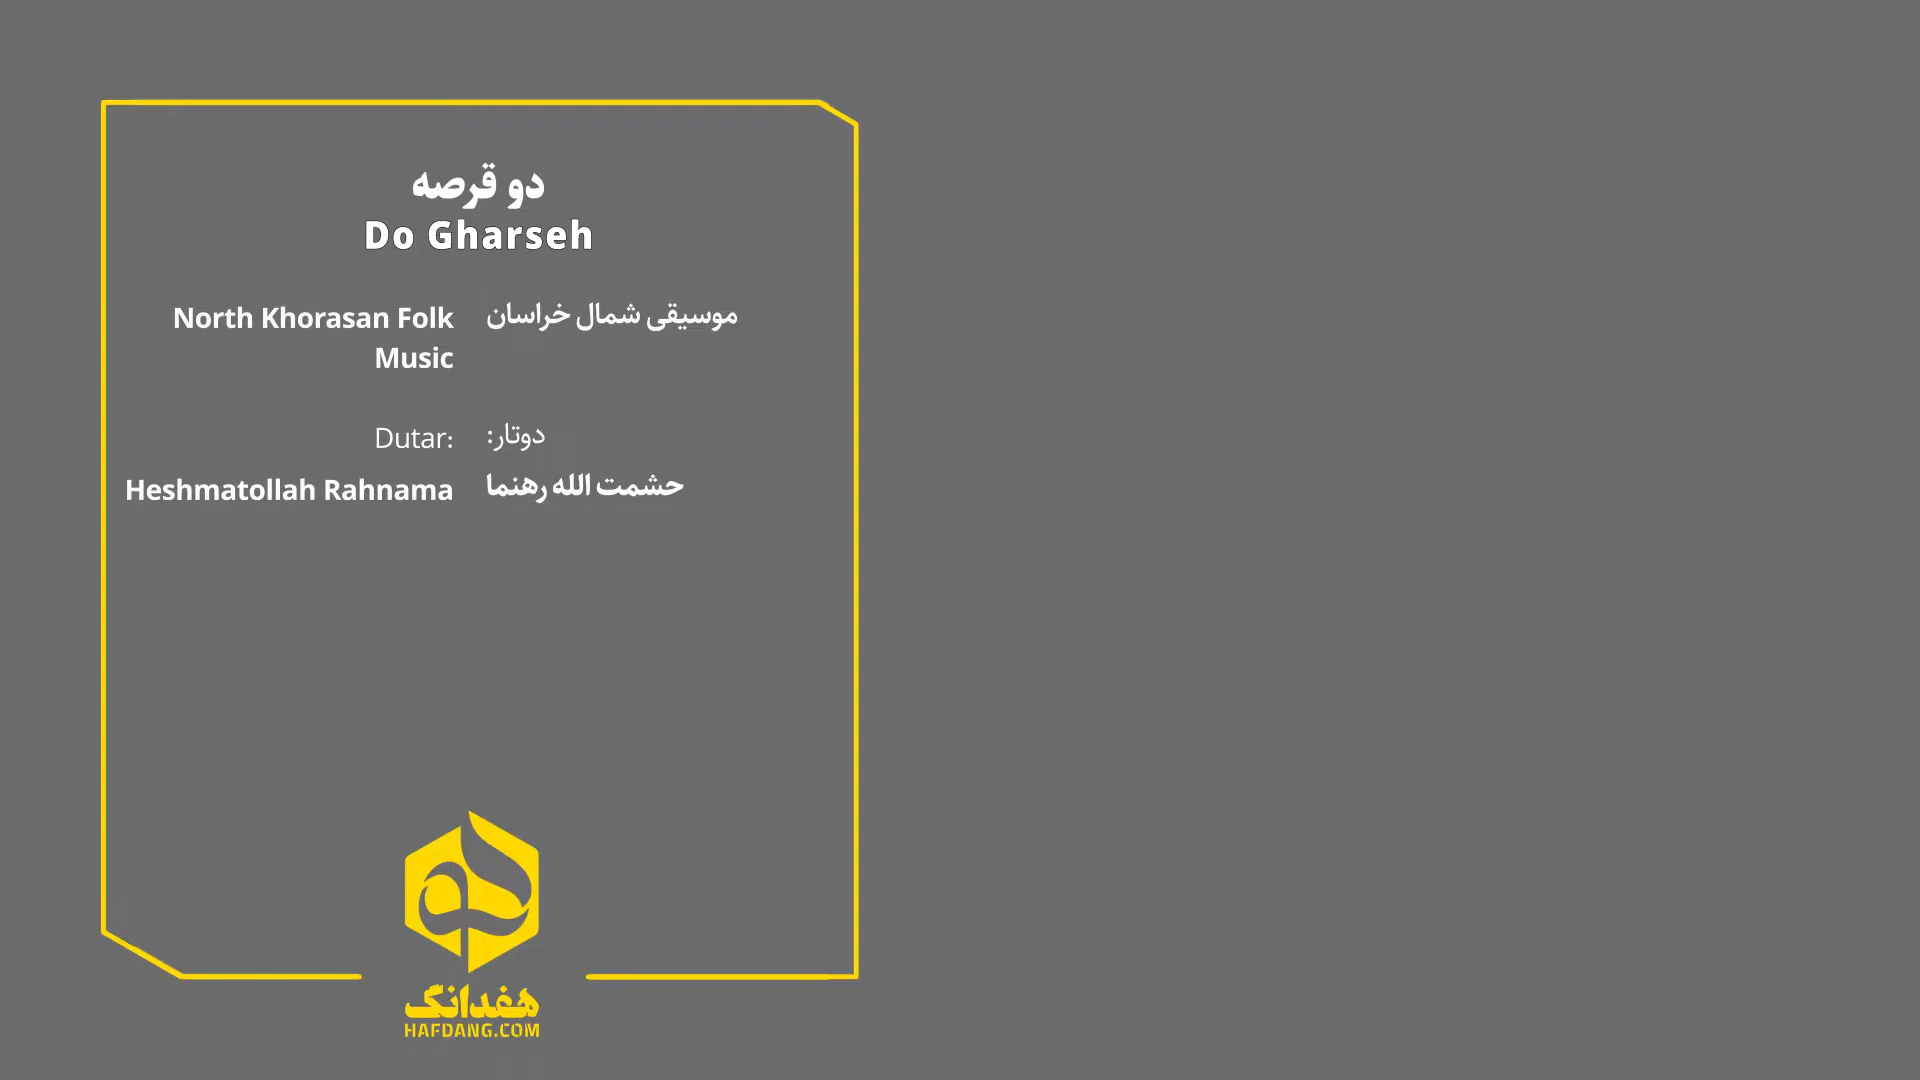 دو قرصه
Do Gharseh
North Khorasan Folk Music
موسیقی شمال خراسان
Dutar:
دوتار:
Heshmatollah Rahnama
حشمت الله رهنما
هفدانگ
HAFDANG.COM